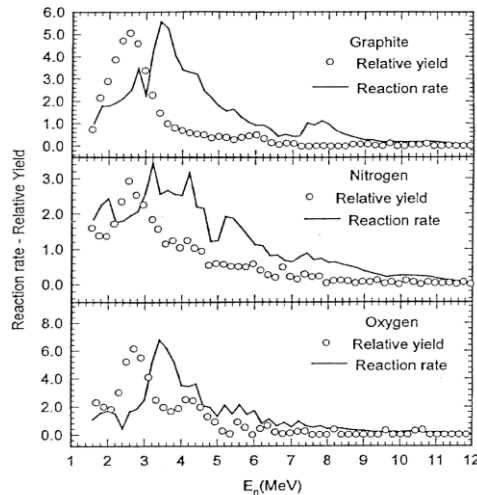 Reaction rate - Relative Yield
6.0
5.0
4.0
3.0
2.0
1.0
0.0
Graphite
Relative yield
Reaction rate
3.0
2.0
1.0
0.0
Nitrogen
Relative yield
Reaction rate
8.0
6.0
4.0
2.0
0.0
Oxygen
Relative yield
Reaction rate
1 2 3 4 5 6 7 8 9 10 11 12
En(MeV)